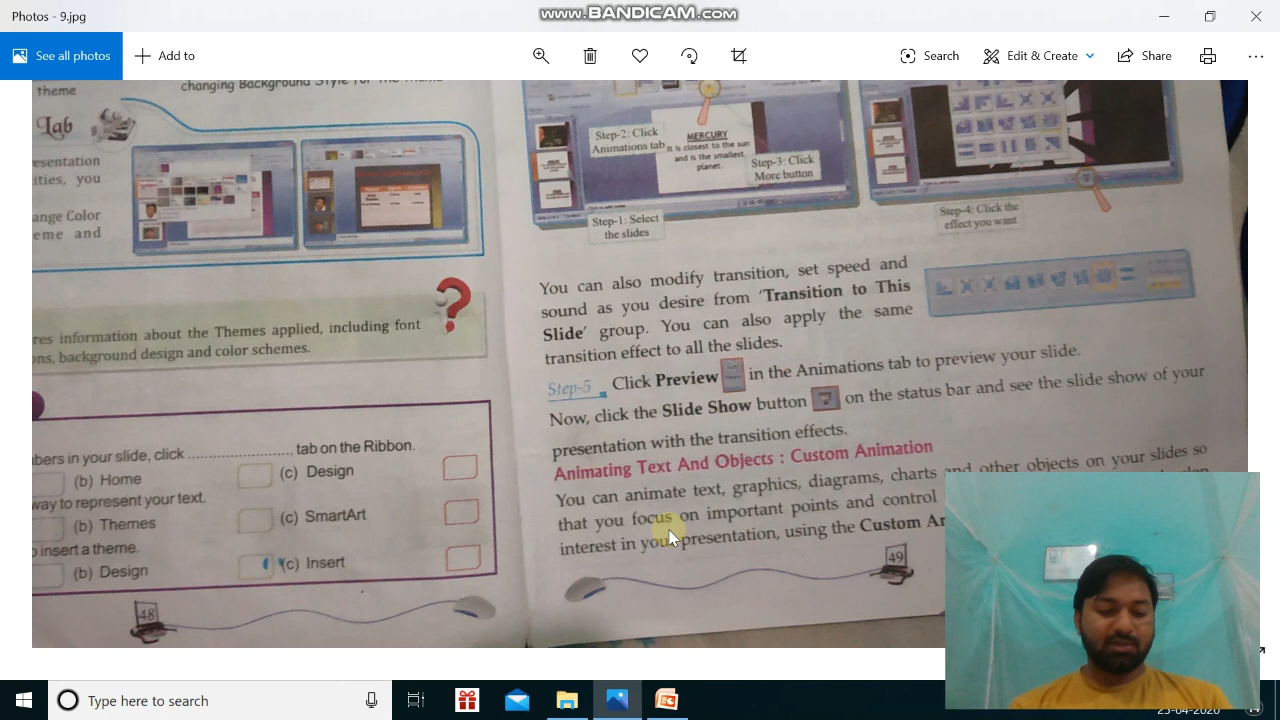 Photos - 9.jpg
www.BANDICAM.com
See all photos
Add to
Search
Edit & Create
Share
theme
changing Background Style for The Theme
Lab
esentation
ities, you
ange Color
eme and
?
res information about the Themes applied, including font
ons, background design and color schemes.
bers in your slide, click ........................ tab on the Ribbon.
(b) Home
(c) Design
way to represent your text.
(b) Themes
(c) SmartArt
o insert a theme.
(b) Design
(c) Insert
48
Step-2: Click
Animations tab
MERCURY
It is closest to the sun
and is the smallest
planet.
Step-3: Click
More button
Step-1: Select
the slides
Step-4: Click the
effect you want
You can also modify transition, set speed and
sound as you desire from 'Transition to This
Slide' group. You can also apply the same
transition effect to all the slides.
Step-5 Click Preview in the Animations tab to preview your slide.
Now, click the Slide Show button on the status bar and see the slide show of your
presentation with the transition effects.
Animating Text And Objects : Custom Animation
You can animate text, graphics, diagrams, charts and other objects on your slides so
that you focus on important points and control
interest in your presentation, using the Custom An
49
Type here to search
23-04-2020